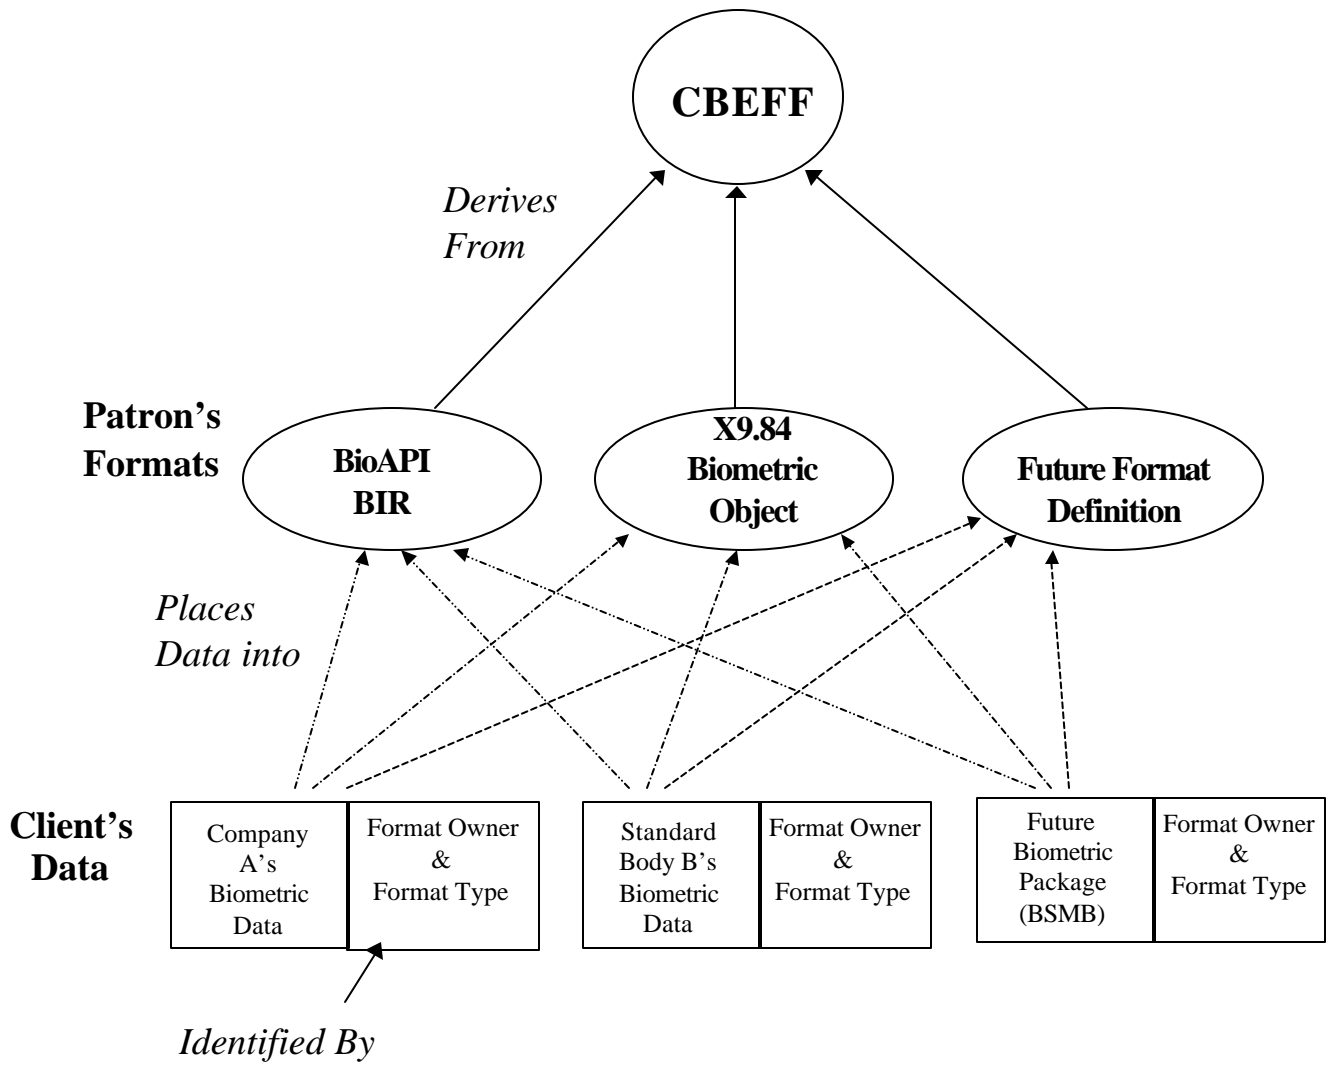 CBEFF
Derives
From
Patron's
Formats
BioAPI
BIR
X9.84
Biometric
Object
Future Format
Definition
Places
Data into
Client's
Data
Company
A's
Biometric
Data
Format Owner
&
Format Type
Standard
Body B's
Biometric
Data
Format Owner
&
Format Type
Future
Biometric
Package
(BSMB)
Format Owner
&
Format Type
Identified By